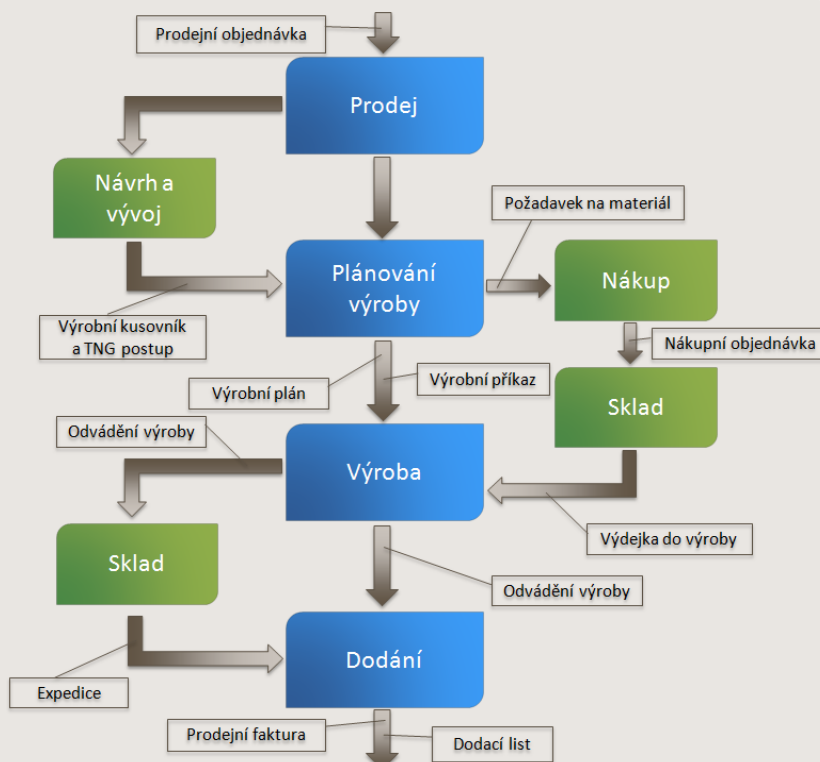 Prodejní objednávka
Prodej
Návrh a
vývoj
Požadavek na materiál
Plánování
výroby
Nákup
Výrobní kusovník
a TNG postup
Nákupní objednávka
Výrobní plán
Výrobní příkaz
Sklad
Odvádění výroby
Výroba
Výdejka do výroby
Sklad
Odvádění výroby
Dodání
Expedice
Prodejní faktura
Dodací list